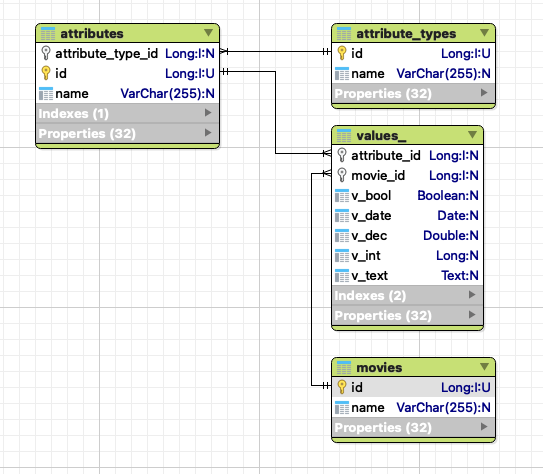 attributes
attribute_type_id Long:I:N
id Long:I:U
name VarChar(255):N
Indexes (1)
Properties (32)
attribute_types
id Long:I:U
name VarChar(255):N
Properties (32)
values_
attribute_id Long:I:N
movie_id Long:I:N
v_bool Boolean:N
v_date Date:N
v_dec Double:N
v_int Long:N
v_text Text:N
Indexes (2)
Properties (32)
movies
id Long:I:U
name VarChar(255):N
Properties (32)